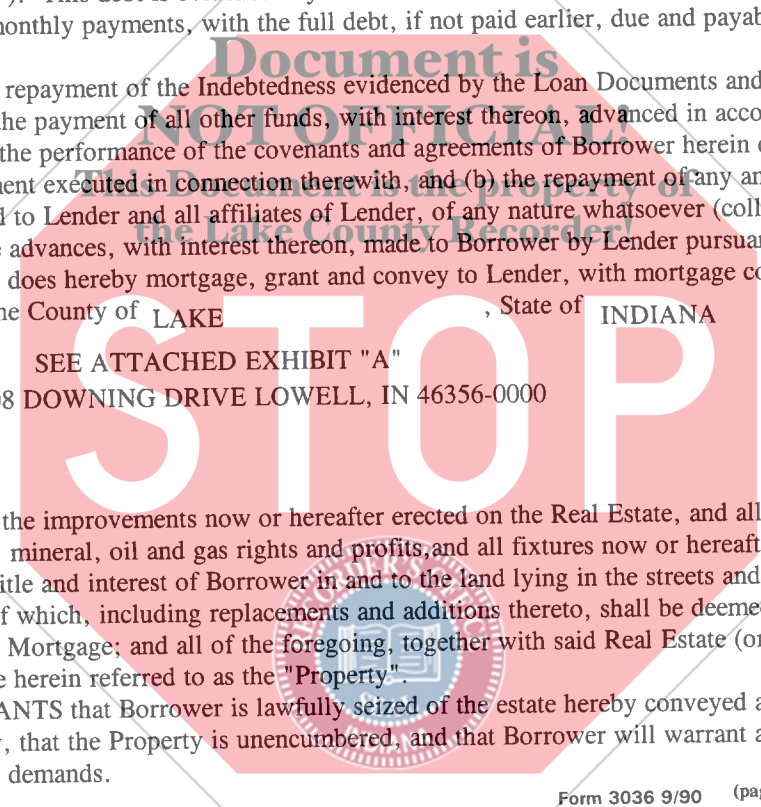 ). This debt is
monthly payments, with the full debt, if not paid earlier, due and payab
Document is
repayment of the Indebtedness evidenced by the Loan Documents and
NOT OFFICIAL!
the payment of all other funds, with interest thereon, advanced in acco
the performance of the covenants and agreements of Borrower herein
This Document is the property of
ment executed in connection therewith, and (b) the repayment of any an
the Lake County Recorder!
d to Lender and all affiliates of Lender, of any nature whatsoever (coll
e advances, with interest thereon, made to Borrower by Lender pursuan
does hereby mortgage, grant and convey to Lender, with mortgage co
he County of LAKE , State of INDIANA
STOP
SEE ATTACHED EXHIBIT "A"
8 DOWNING DRIVE LOWELL, IN 46356-0000
the improvements now or hereafter erected on the Real Estate, and all
mineral, oil and gas rights and profits,and all fixtures now or hereaft
itle and interest of Borrower in and to the land lying in the streets and
f which, including replacements and additions thereto, shall be deeme
Mortgage; and all of the foregoing, together with said Real Estate (or
e herein referred to as the "Property".
ANTS that Borrower is lawfully seized of the estate hereby conveyed a
, that the Property is unencumbered, and that Borrower will warrant a
demands.
Form 3036 9/90 (pag